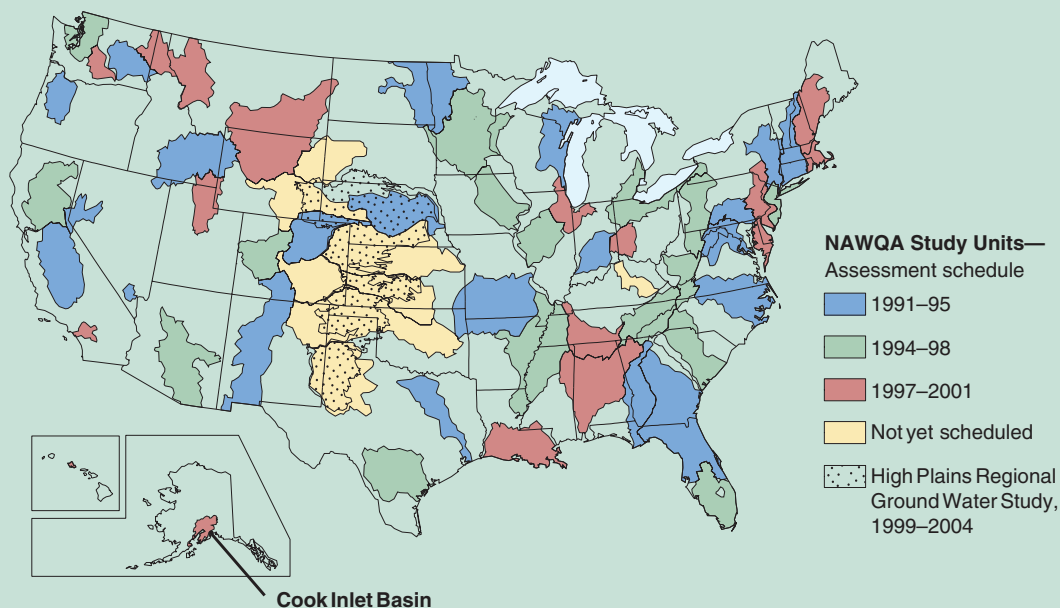 NAWQA Study Units—
Assessment schedule
1991–95
1994–98
1997–2001
Not yet scheduled
High Plains Regional
Ground Water Study,
1999–2004
Cook Inlet Basin